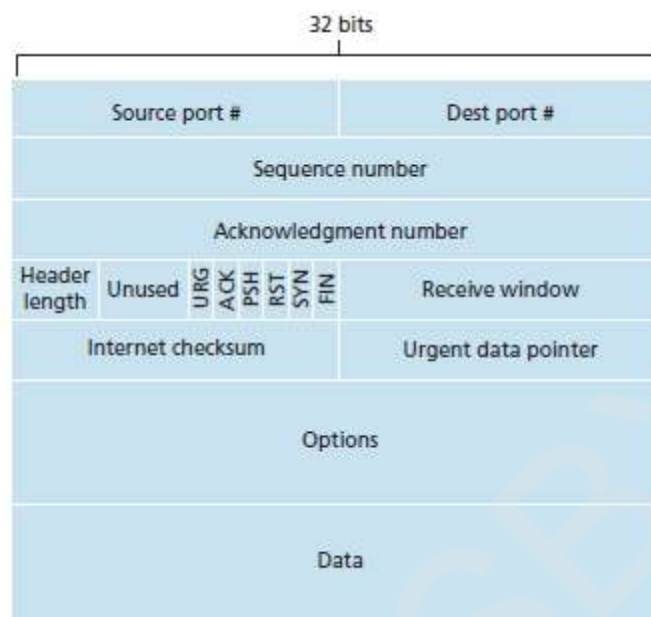 32 bits
Source port # Dest port #
Sequence number
Acknowledgment number
Header length Unused URG ACK PSH RST SYN FIN Receive window
Internet checksum Urgent data pointer
Options
Data